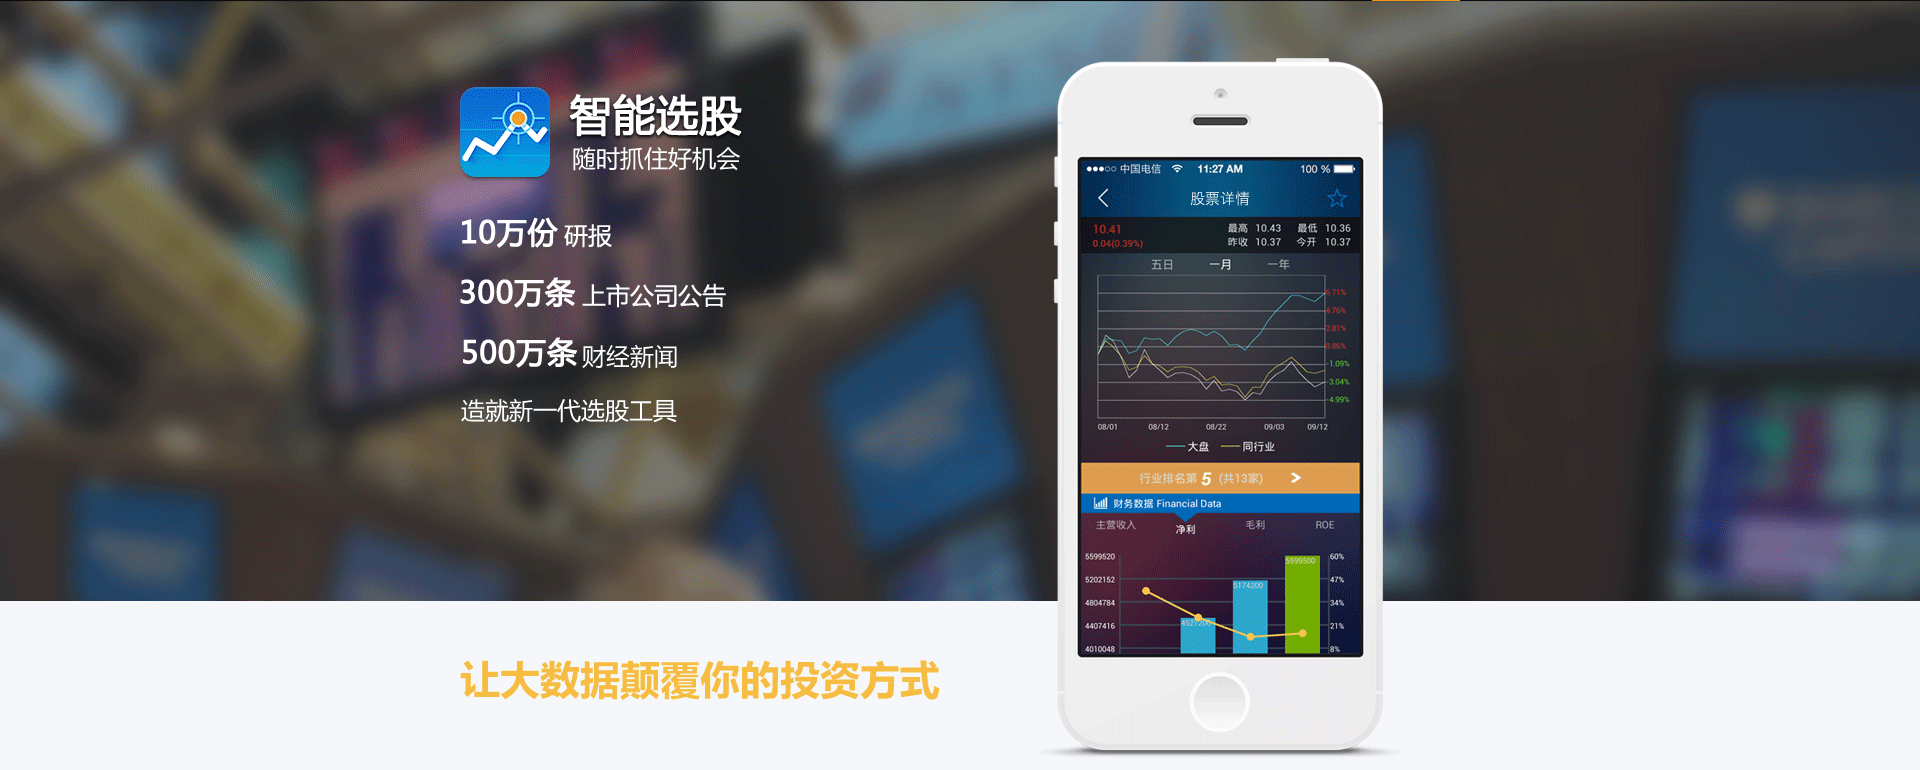 智能选股
随时抓住好机会
10万份 研报
300万条 上市公司公告
500万条 财经新闻
造就新一代选股工具
让大数据颠覆你的投资方式
中国电信 11:27 AM 100 %
股票详情
10.41 最高 10.43 最低 10.36
0.04(0.39%) 昨收 10.37 今开 10.37
五日 一月 一年
6.71%
4.76%
2.81%
0.86%
-1.09%
-3.04%
-4.99%
08/01 08/12 08/22 09/03 09/12
大盘 同行业
行业排名第 5 (共13家)
财务数据 Financial Data
主营收入 净利 毛利 ROE
5599520 5599500 60%
5202152 5174200 47%
4804784 34%
4407416 4527200 21%
4010048 8%